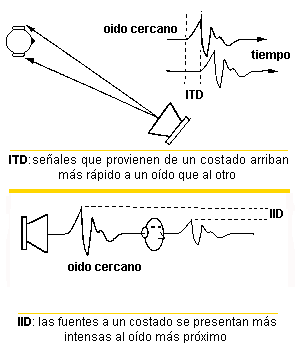 oido cercano
tiempo
ITD
ITD: señales que provienen de un costado arriban
más rápido a un oído que al otro
IID
oido cercano
IID: las fuentes a un costado se presentan más
intensas al oído más próximo